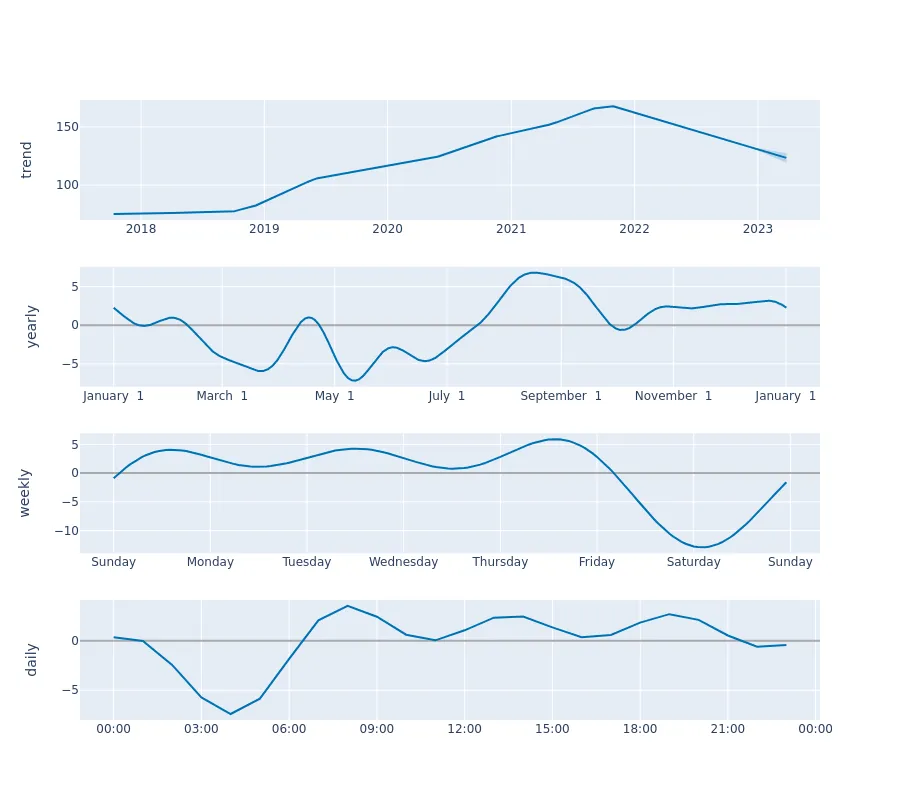 trend
150
100
2018 2019 2020 2021 2022 2023
yearly
5
0
−5
January 1 March 1 May 1 July 1 September 1 November 1 January 1
weekly
5
0
−5
−10
Sunday Monday Tuesday Wednesday Thursday Friday Saturday Sunday
daily
0
−5
00:00 03:00 06:00 09:00 12:00 15:00 18:00 21:00 00:00